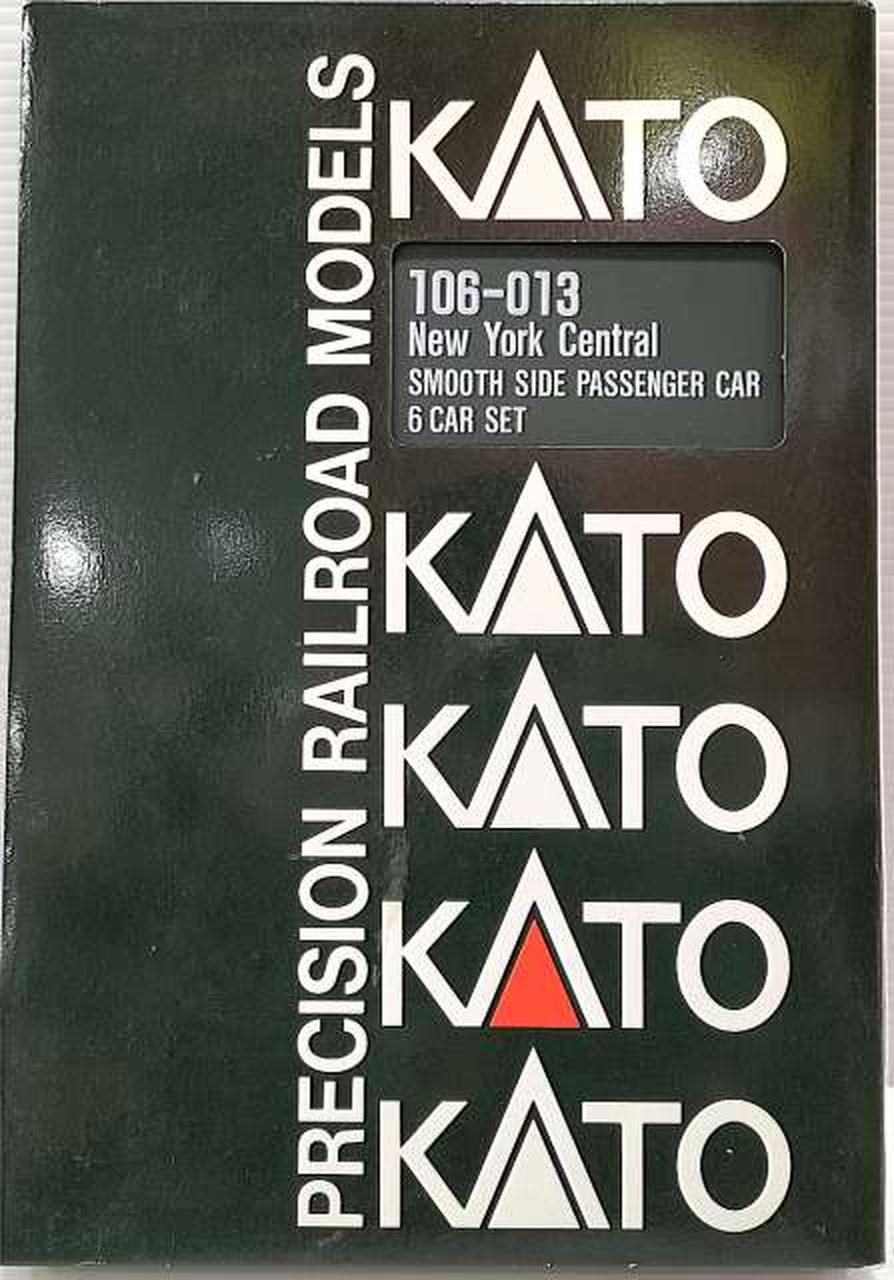 PRECISION RAILROAD MODELS
KATO
106-013
New York Central
SMOOTH SIDE PASSENGER CAR
6 CAR SET
KATO
KATO
KATO
KATO